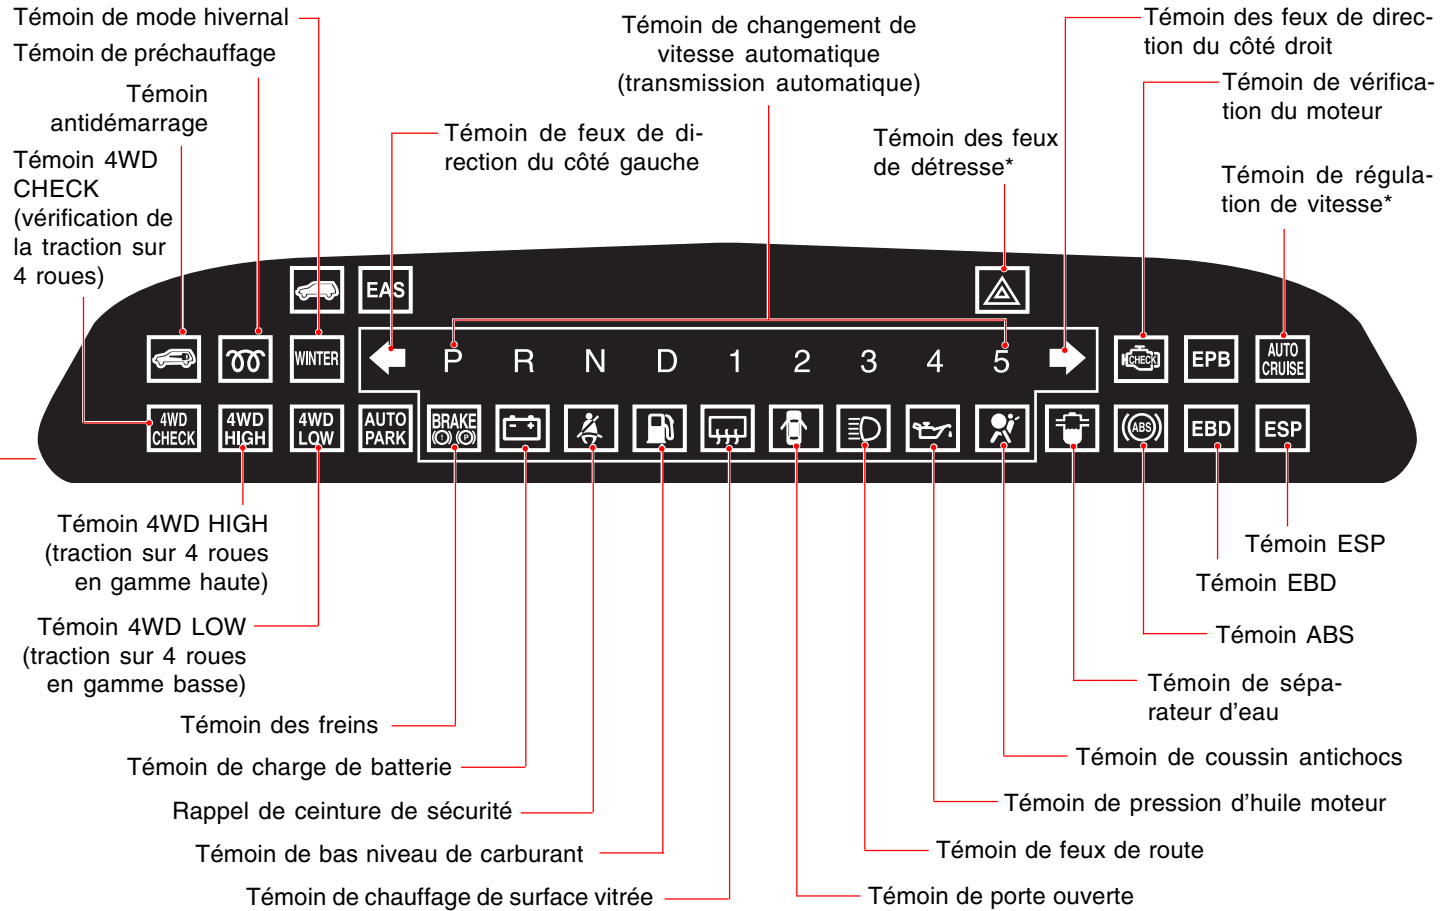 Témoin de mode hivernal
Témoin de préchauffage
Témoin
antidémarrage
Témoin 4WD
CHECK
(vérification de
la traction sur
4 roues)
Témoin de feux de di-
rection du côté gauche
Témoin de changement de
vitesse automatique
(transmission automatique)
Témoin des feux
de détresse*
Témoin des feux de direc-
tion du côté droit
Témoin de vérifica-
tion du moteur
Témoin de régula-
tion de vitesse*
EAS
WINTER
P R N D 1 2 3 4 5
CHECK
EPB
AUTO
CRUISE
4WD
CHECK
4WD
HIGH
4WD
LOW
AUTO
PARK
BRAKE
(!) (P)
ABS
EBD
ESP
Témoin 4WD HIGH
(traction sur 4 roues
en gamme haute)
Témoin 4WD LOW
(traction sur 4 roues
en gamme basse)
Témoin des freins
Témoin de charge de batterie
Rappel de ceinture de sécurité
Témoin de bas niveau de carburant
Témoin de chauffage de surface vitrée
Témoin ESP
Témoin EBD
Témoin ABS
Témoin de sépa-
rateur d'eau
Témoin de coussin antichocs
Témoin de pression d'huile moteur
Témoin de feux de route
Témoin de porte ouverte